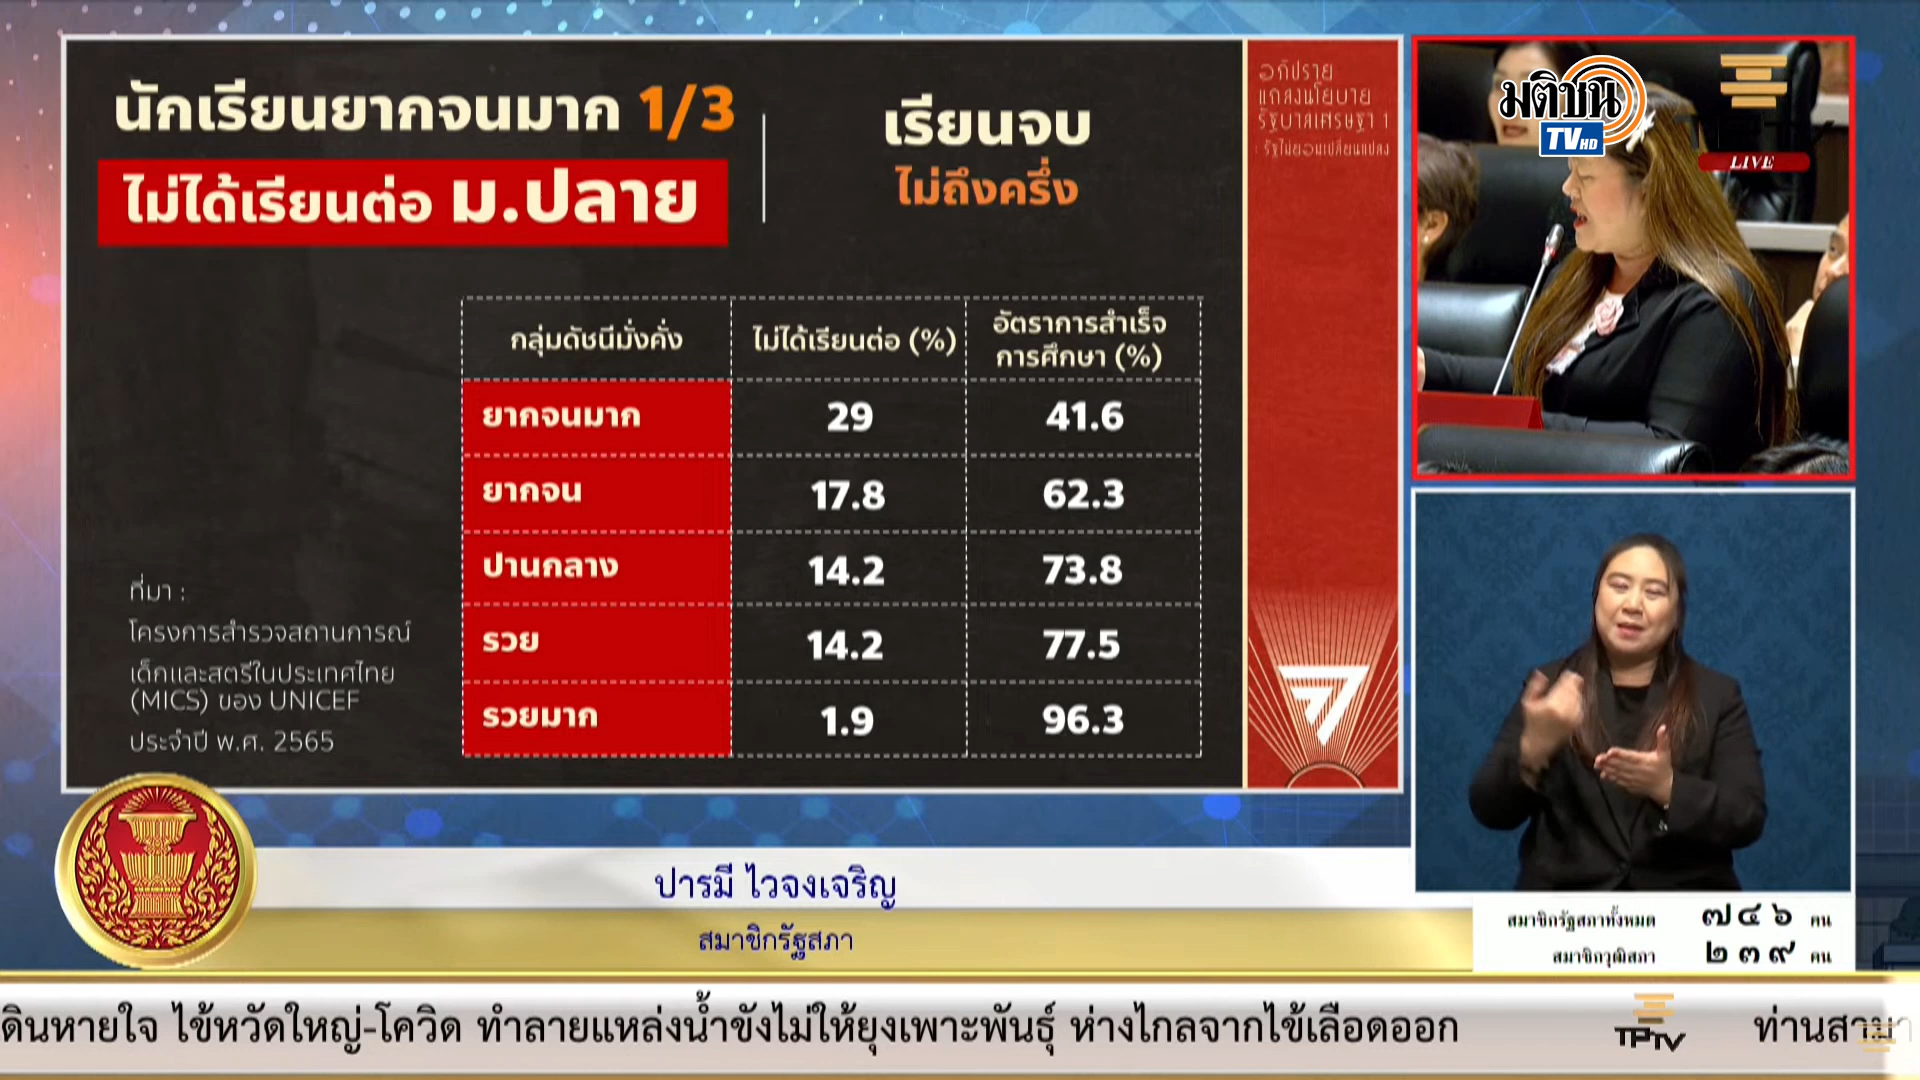 นักเรียนยากจนมาก 1/3
ไม่ได้เรียนต่อ ม.ปลาย
เรียนจบ
ไม่ถึงครึ่ง
กลุ่มดัชนีมั่งคั่ง ไม่ได้เรียนต่อ (%) อัตราการสำเร็จ
การศึกษา (%)
ยากจนมาก 29 41.6
ยากจน 17.8 62.3
ปานกลาง 14.2 73.8
รวย 14.2 77.5
รวยมาก 1.9 96.3
ที่มา :
โครงการสำรวจสถานการณ์
เด็กและสตรีในประเทศไทย
(MICS) ของ UNICEF
ประจำปี พ.ศ. 2565
อภิปราย
แถลงนโยบาย
รัฐบาลเศรษฐา 1
: รัฐไม่ยอมเปลี่ยนแปลง
มติชน
TV HD
LIVE
ปารมี ไวจงเจริญ
สมาชิกรัฐสภา
สมาชิกรัฐสภาทั้งหมด ๗๔๖ คน
สมาชิกวุฒิสภา ๒๓๙ คน
ดินหายใจ ไข้หวัดใหญ่-โควิด ทำลายแหล่งน้ำขังไม่ให้ยุงเพาะพันธุ์ ห่างไกลจากไข้เลือดออก
TPTV